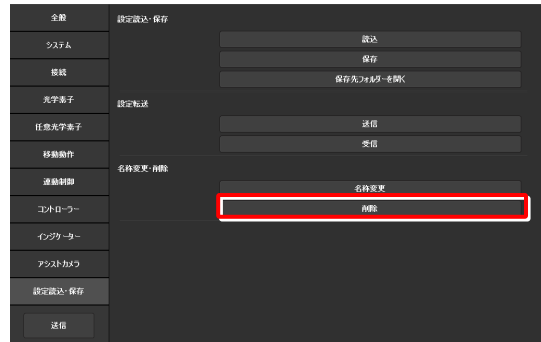 全般
システム
接続
光学素子
任意光学素子
移動動作
連動制御
コントローラー
インジケーター
アシストカメラ
設定読込・保存
送信
設定読込・保存
読込
保存
保存先フォルダーを開く
設定転送
送信
受信
名称変更・削除
名称変更
削除